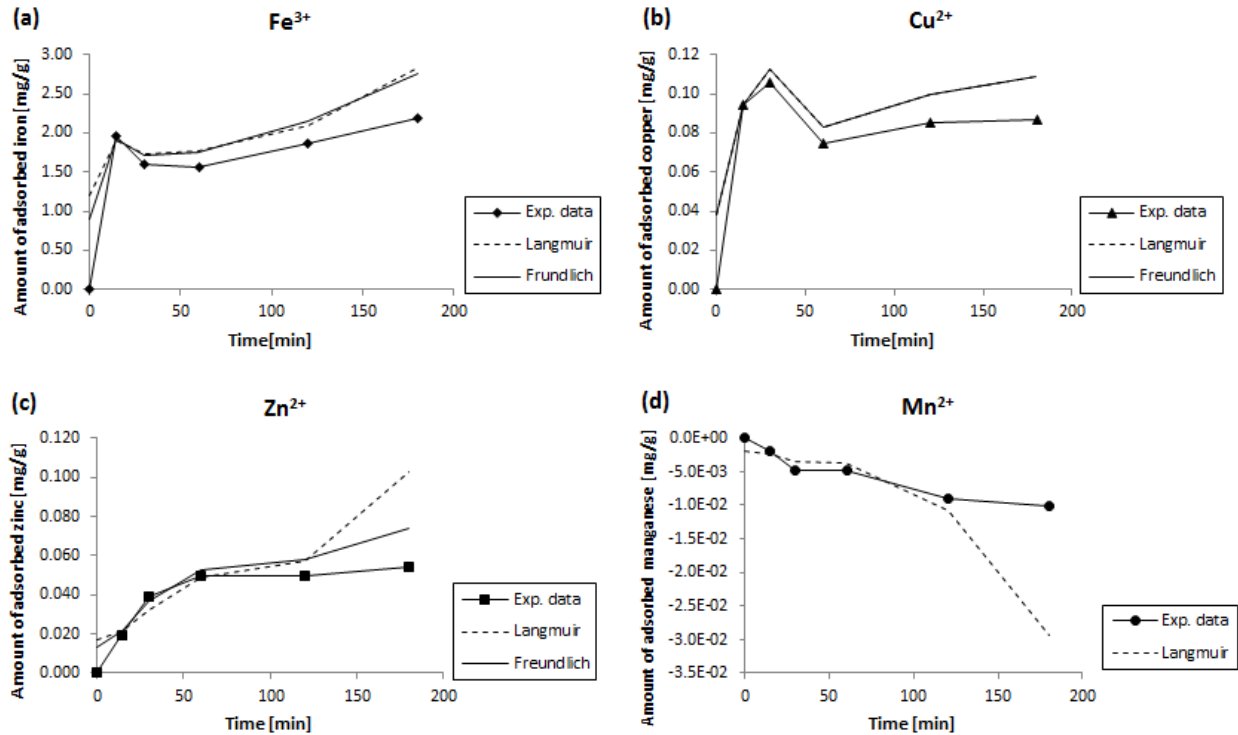 (a)
Fe³⁺
Amount of adsorbed iron [mg/g]
3.00
2.50
2.00
1.50
1.00
0.50
0.00
0 50 100 150 200
Time[min]
Exp. data
Langmuir
Frundlich
(b)
Cu²⁺
Amount of adsorbed copper [mg/g]
0.12
0.10
0.08
0.06
0.04
0.02
0.00
0 50 100 150 200
Time[min]
Exp. data
Langmuir
Freundlich
(c)
Zn²⁺
Amount of adsorbed zinc [mg/g]
0.120
0.100
0.080
0.060
0.040
0.020
0.000
0 50 100 150 200
Time [min]
Exp. data
Langmuir
Freundlich
(d)
Mn²⁺
Amount of adsorbed manganese [mg/g]
0.0E+00
-5.0E-03
-1.0E-02
-1.5E-02
-2.0E-02
-2.5E-02
-3.0E-02
-3.5E-02
0 50 100 150 200
Time [min]
Exp. data
Langmuir